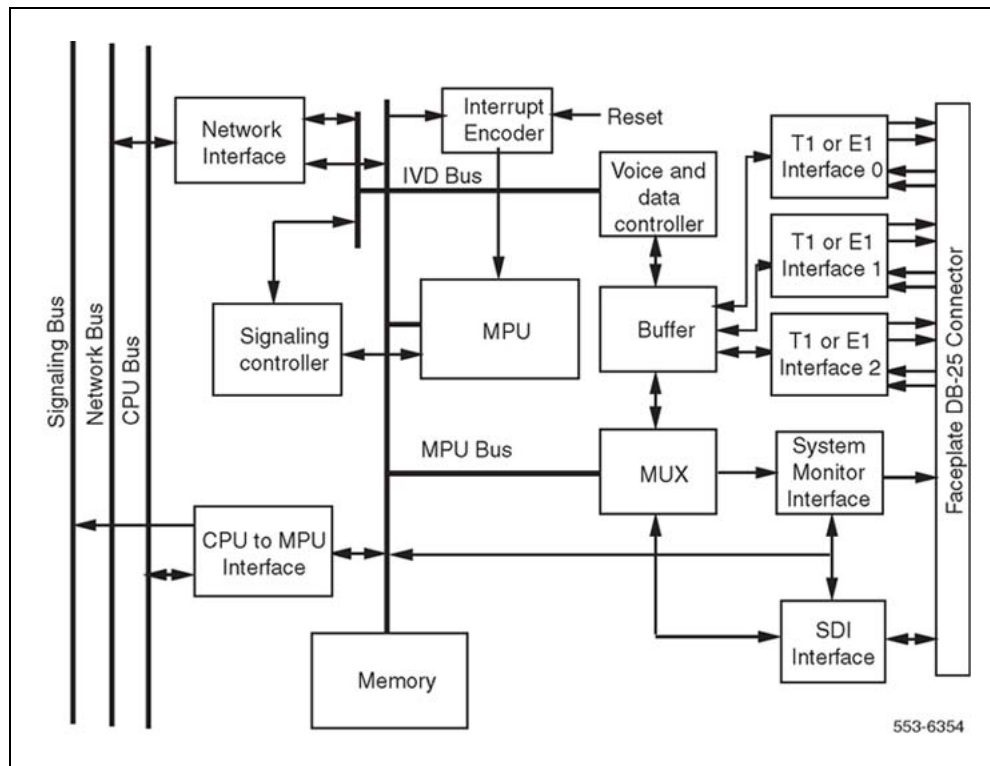 Interrupt
Encoder
Reset
Network
Interface
T1 or E1
Interface 0
IVD Bus
Voice and
data
controller
T1 or E1
Interface 1
Signaling Bus
Network Bus
CPU Bus
Signaling
controller
MPU
Buffer
T1 or E1
Interface 2
Faceplate DB-25 Connector
MPU Bus
MUX
System
Monitor
Interface
CPU to MPU
Interface
SDI
Interface
Memory
553-6354